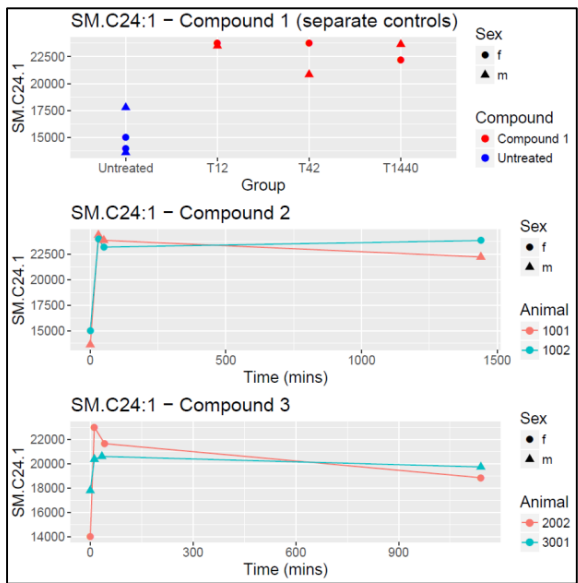 SM.C24:1 − Compound 1 (separate controls)
SM.C24.1
22500
20000
17500
15000
Untreated
T12
T42
T1440
Group
Sex
f
m
Compound
Compound 1
Untreated
SM.C24:1 − Compound 2
SM.C24.1
22500
20000
17500
15000
0
500
1000
1500
Time (mins)
Sex
f
m
Animal
1001
1002
SM.C24:1 − Compound 3
SM.C24.1
22000
20000
18000
16000
14000
0
300
600
900
Time (mins)
Sex
f
m
Animal
2002
3001